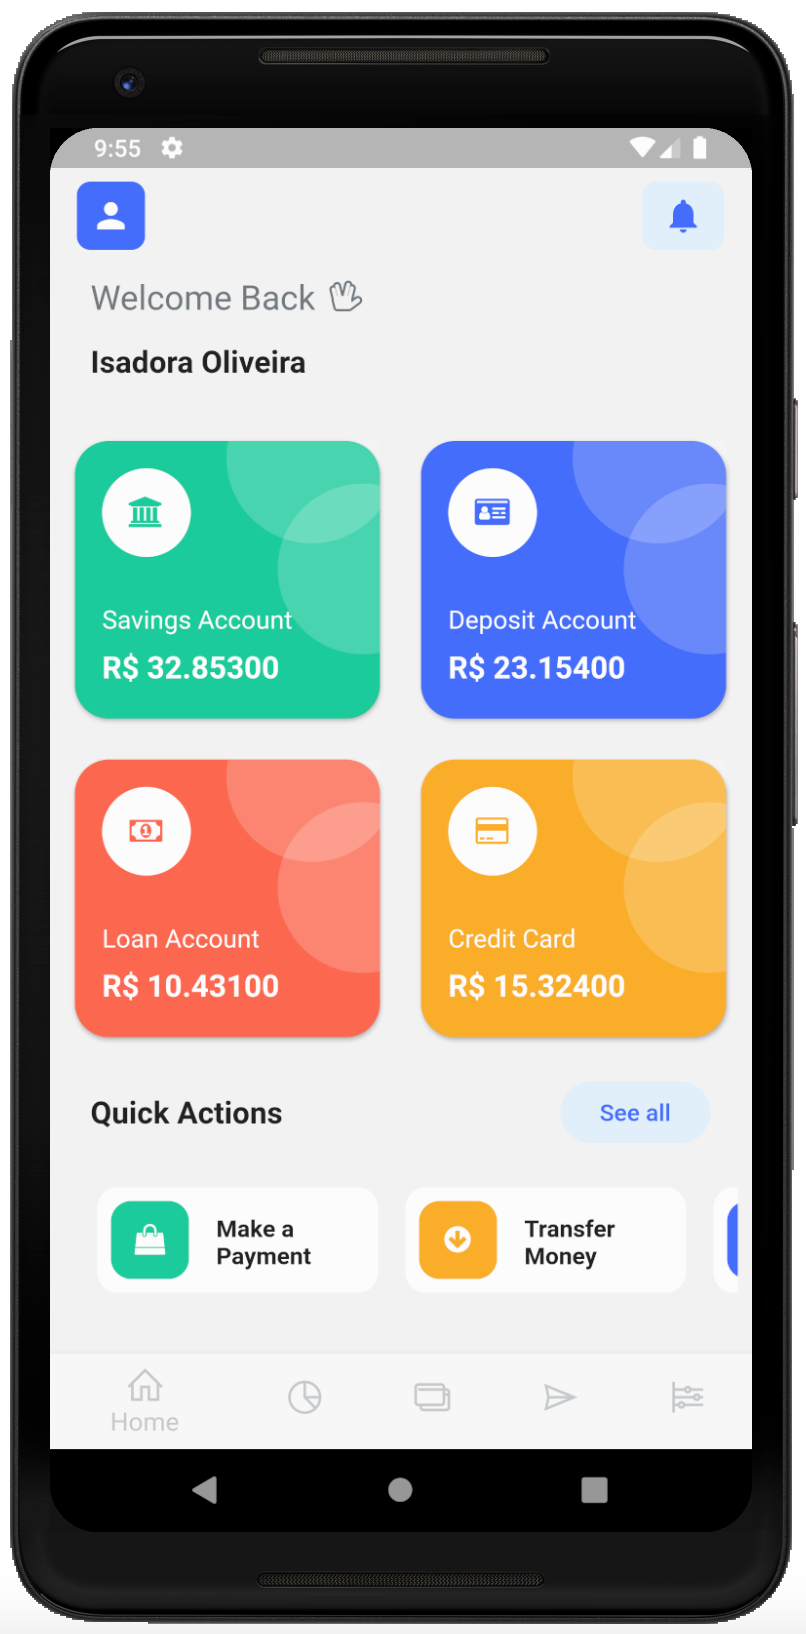 9:55
Welcome Back
Isadora Oliveira
Savings Account
R$ 32.85300
Deposit Account
R$ 23.15400
Loan Account
R$ 10.43100
Credit Card
R$ 15.32400
Quick Actions
See all
Make a
Payment
Transfer
Money
Home